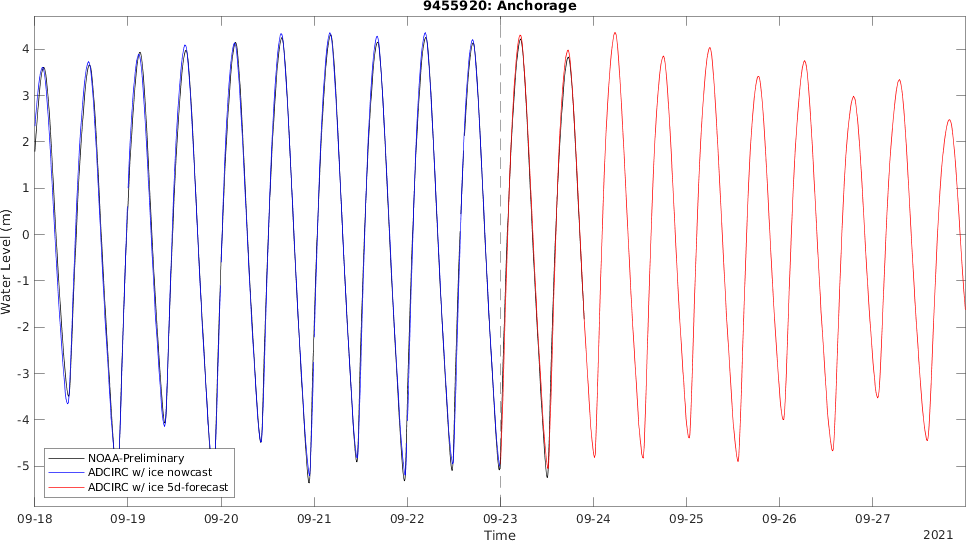 9455920: Anchorage
4
3
2
1
0
-1
-2
-3
-4
-5
Water Level (m)
NOAA-Preliminary
ADCIRC w/ ice nowcast
ADCIRC w/ ice 5d-forecast
09-18 09-19 09-20 09-21 09-22 09-23 09-24 09-25 09-26 09-27
Time
2021